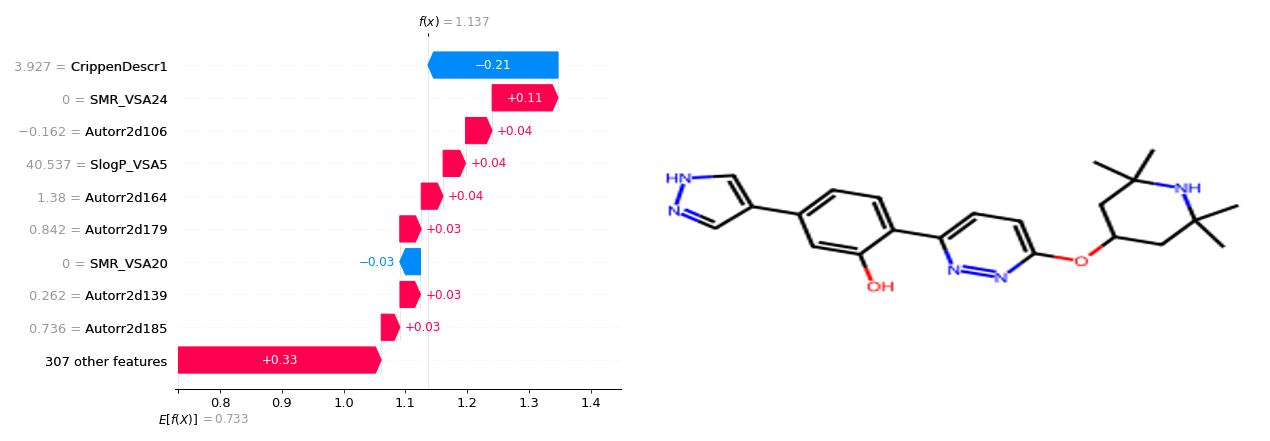 f(x) = 1.137
3.927 = CrippenDescr1
−0.21
0 = SMR_VSA24
+0.11
−0.162 = Autorr2d106
+0.04
40.537 = SlogP_VSA5
+0.04
1.38 = Autorr2d164
+0.04
0.842 = Autorr2d179
+0.03
0 = SMR_VSA20
−0.03
0.262 = Autorr2d139
+0.03
0.736 = Autorr2d185
+0.03
307 other features
+0.33
0.8 0.9 1.0 1.1 1.2 1.3 1.4
E[f(X)] = 0.733
HN
N
OH
N
N
O
NH